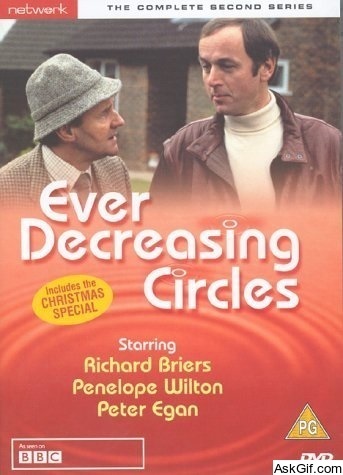 network
THE COMPLETE SECOND SERIES
Ever
Decreasing
Circles
Includes the
CHRISTMAS
SPECIAL
Starring
Richard Briers
Penelope Wilton
Peter Egan
PG
As seen on
BBC
DVD
AskGif.com